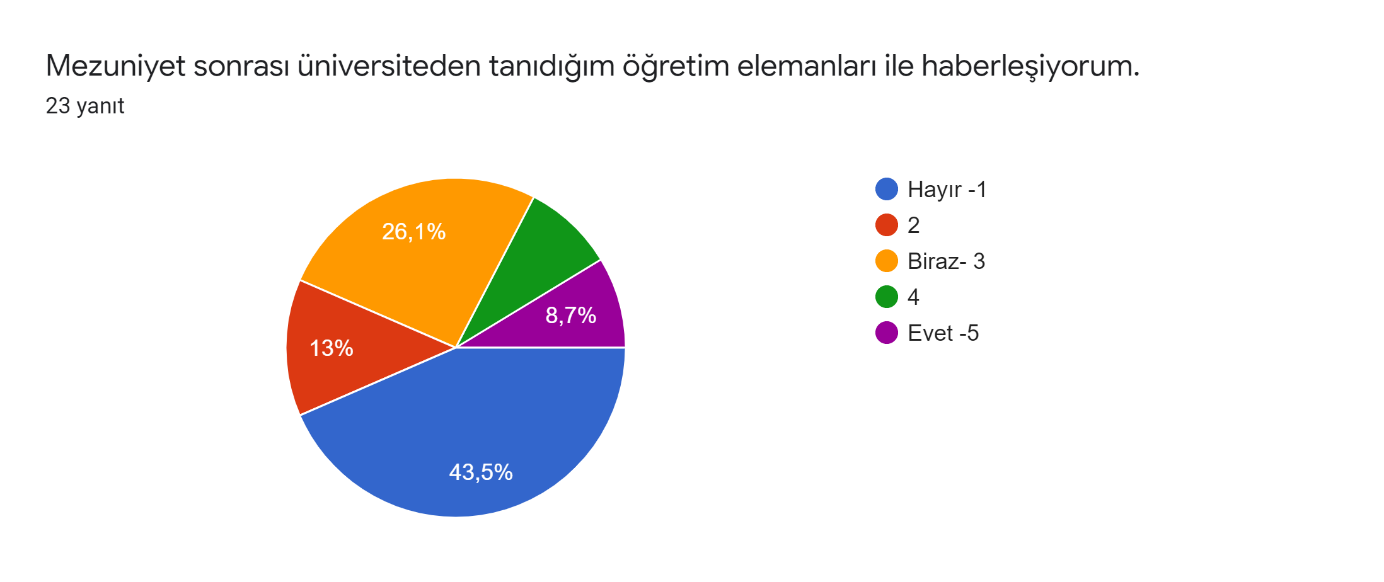 Mezuniyet sonrası üniversiteden tanıdığım öğretim elemanları ile haberleşiyorum.
23 yanıt
Hayır -1
2
Biraz- 3
4
Evet -5
26,1%
8,7%
13%
43,5%